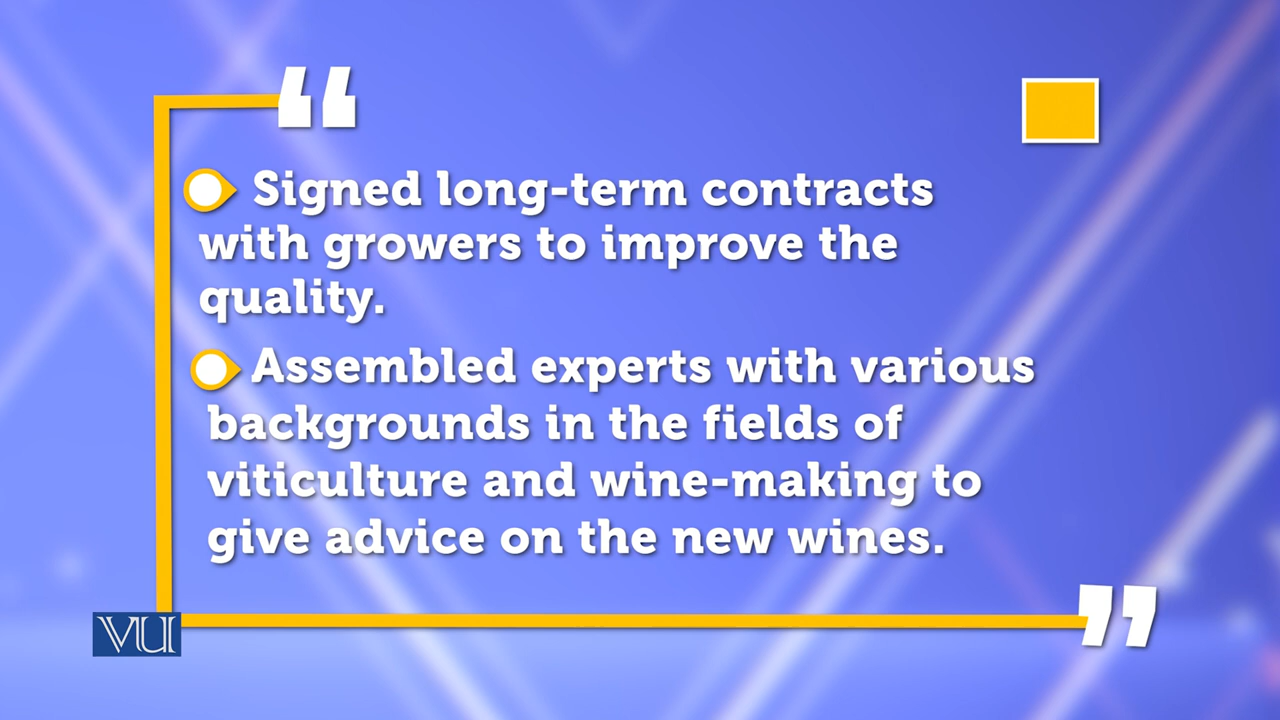 “
Signed long-term contracts
with growers to improve the
quality.
Assembled experts with various
backgrounds in the fields of
viticulture and wine-making to
give advice on the new wines.
”
VU